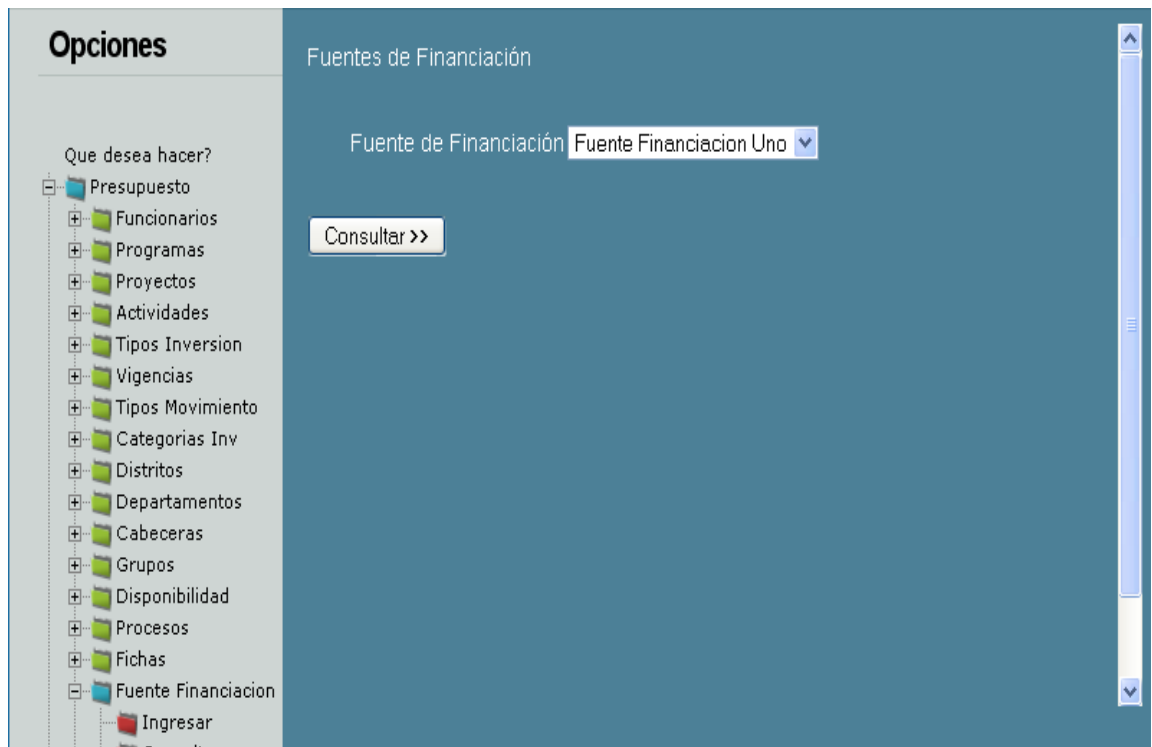 Opciones
Que desea hacer?
Presupuesto
Funcionarios
Programas
Proyectos
Actividades
Tipos Inversion
Vigencias
Tipos Movimiento
Categorias Inv
Distritos
Departamentos
Cabeceras
Grupos
Disponibilidad
Procesos
Fichas
Fuente Financiacion
Ingresar
Fuentes de Financiación
Fuente de Financiación Fuente Financiacion Uno
Consultar >>